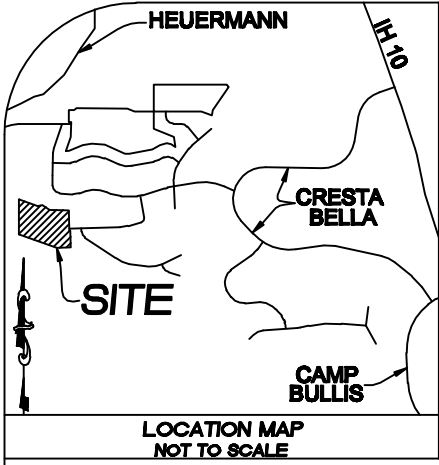 HEUERMANN
IH 10
CRESTA
BELLA
SITE
CAMP
BULLIS
LOCATION MAP
NOT TO SCALE